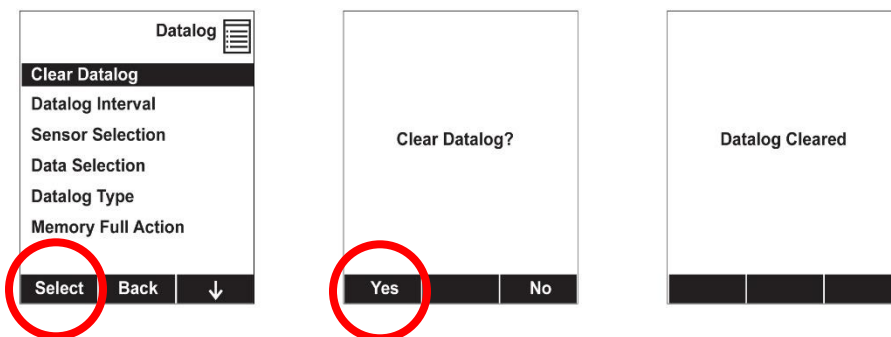 Datalog
Clear Datalog
Datalog Interval
Sensor Selection
Data Selection
Datalog Type
Memory Full Action
Select Back ↓
Clear Datalog?
Yes No
Datalog Cleared